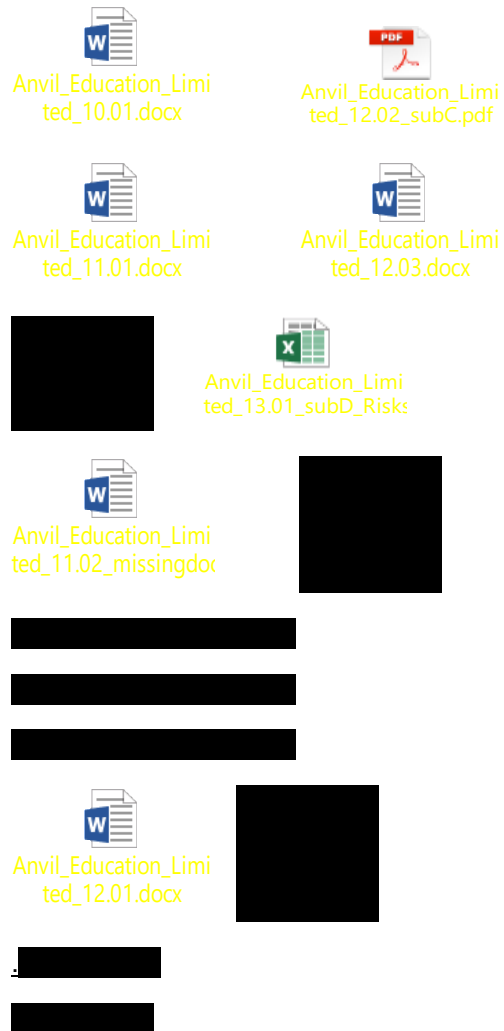 Anvil_Education_Limi
ted_10.01.docx
PDF
Anvil_Education_Limi
ted_12.02_subC.pdf
Anvil_Education_Limi
ted_11.01.docx
Anvil_Education_Limi
ted_12.03.docx
Anvil_Education_Limi
ted_13.01_subD_Risks
Anvil_Education_Limi
ted_11.02_missingdoc
Anvil_Education_Limi
ted_12.01.docx
.